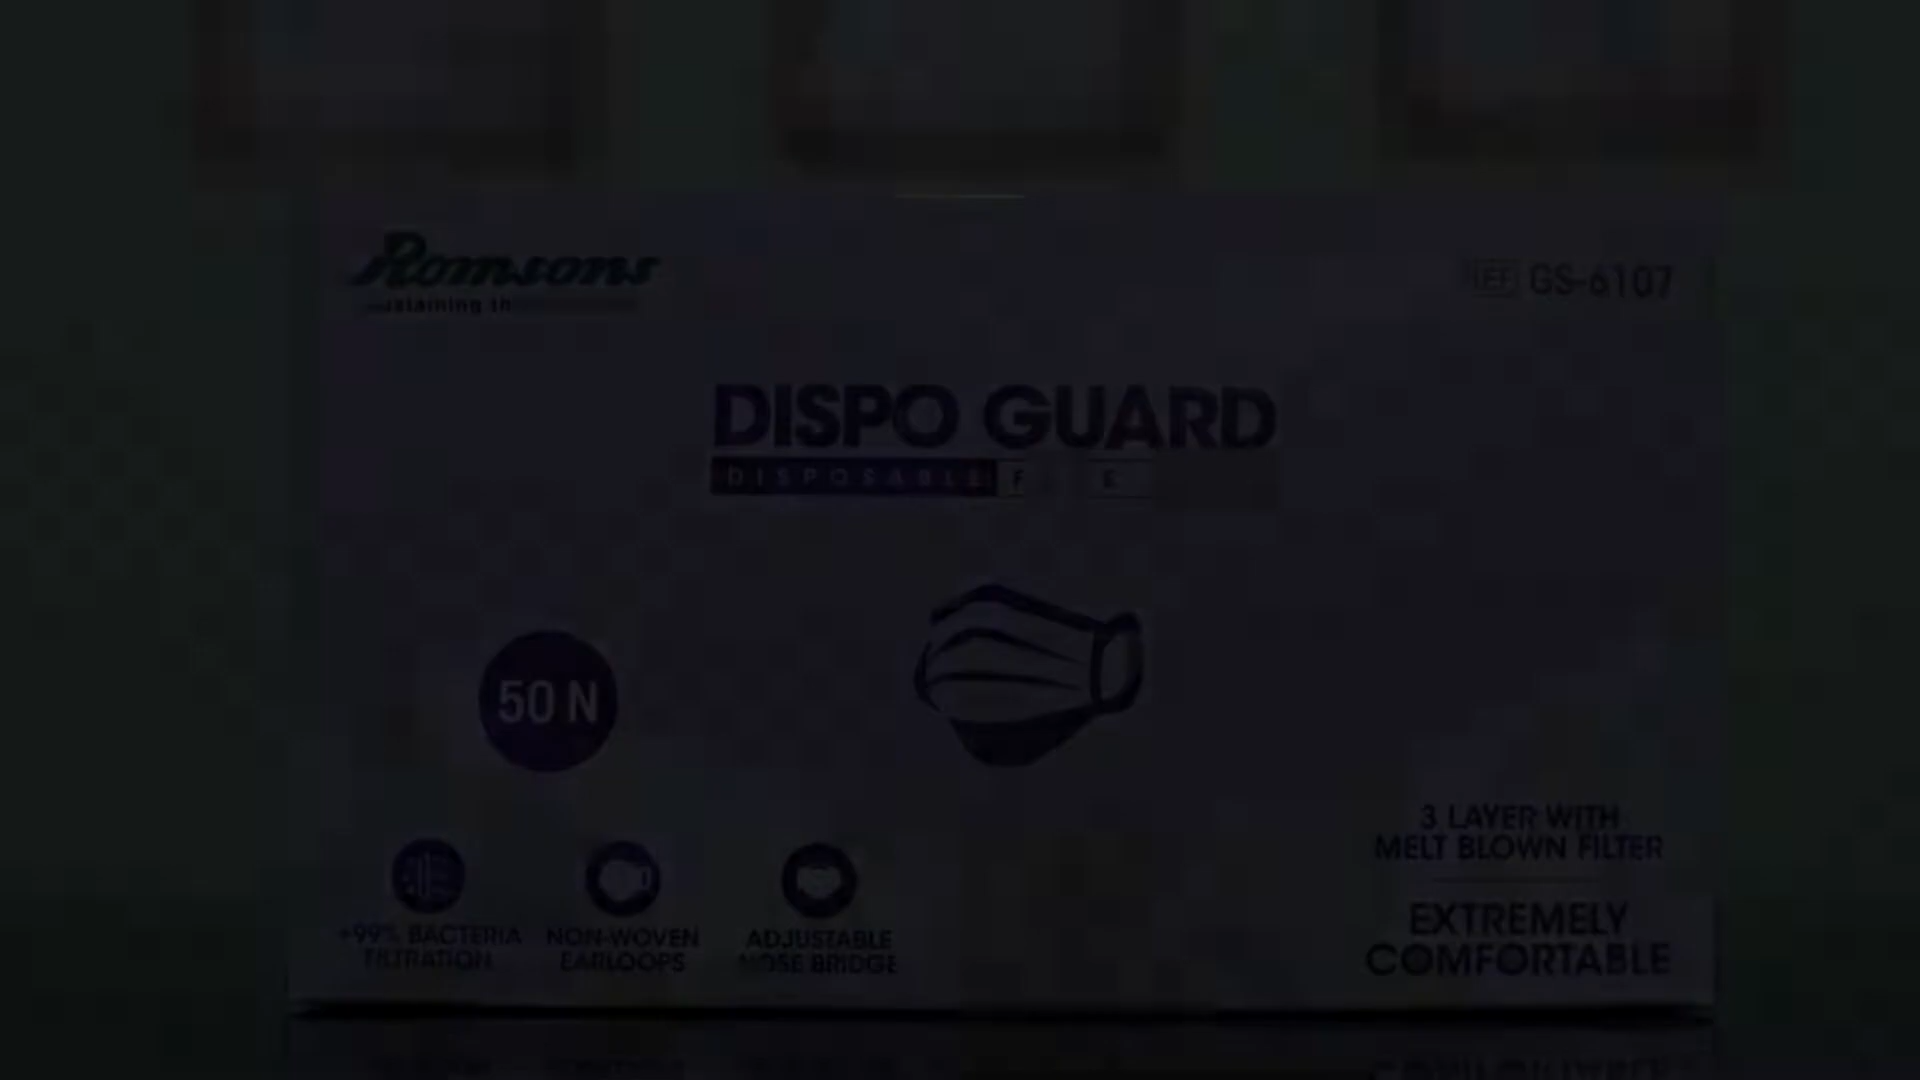 Romsons
REF GS-6107
DISPO GUARD
DISPOSABLE F E
50 N
3 LAYER WITH
MELT BLOWN FILTER
EXTREMELY
COMFORTABLE
+99% BACTERIA
FILTRATION
NON-WOVEN
EARLOOPS
ADJUSTABLE
NOSE BRIDGE